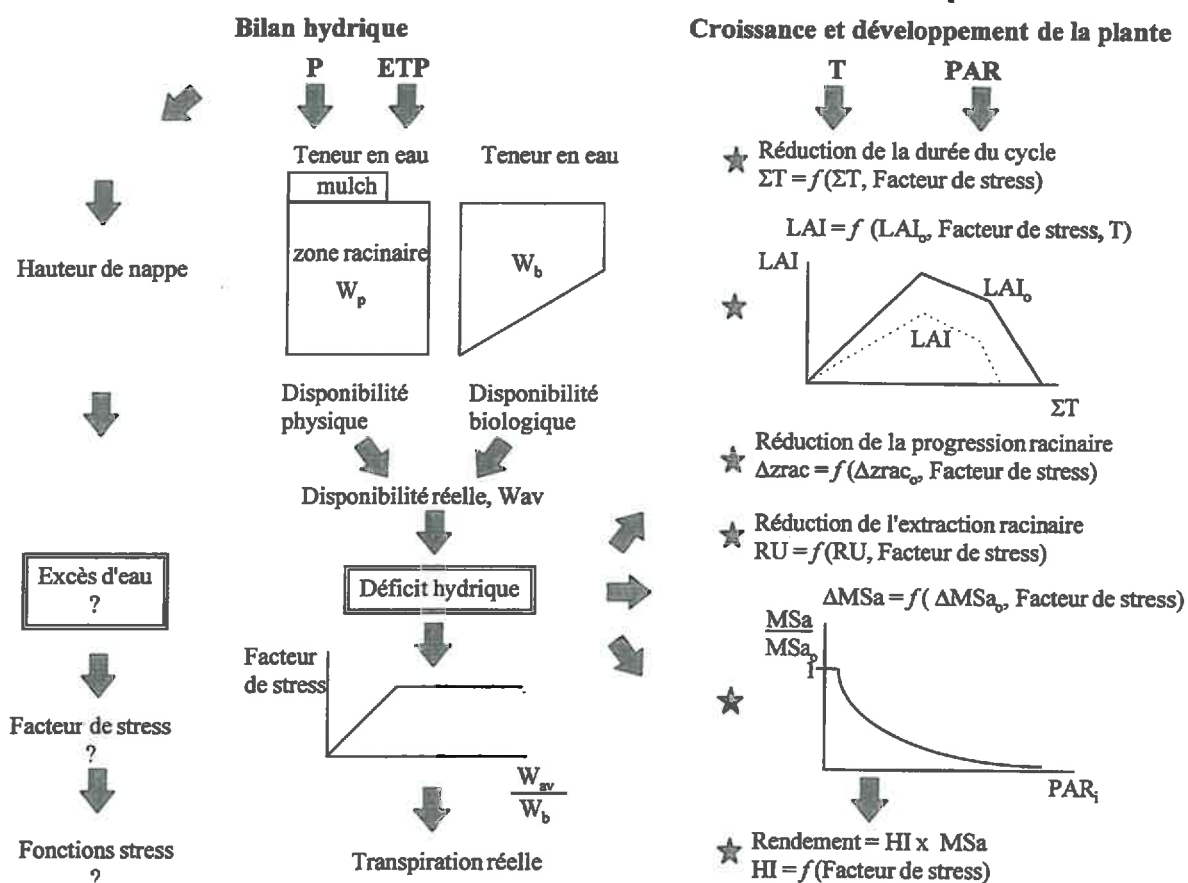 Bilan hydrique
P ETP
Teneur en eau
Teneur en eau
mulch
zone racinaire
Wp
Wb
Hauteur de nappe
Disponibilité
physique
Disponibilité
biologique
Disponibilité réelle, Wav
Excès d'eau
?
Déficit hydrique
Facteur
de stress
Wav
Wb
Facteur de stress
?
Fonctions stress
?
Transpiration réelle
Croissance et développement de la plante
T PAR
Réduction de la durée du cycle
ΣT = f(ΣT, Facteur de stress)
LAI = f (LAIo, Facteur de stress, T)
LAI
LAIo
LAI
ΣT
Réduction de la progression racinaire
Δzrac = f(Δzraco, Facteur de stress)
Réduction de l'extraction racinaire
RU = f(RU, Facteur de stress)
ΔMSa = f( ΔMSao, Facteur de stress)
MSa
MSao
1
PARi
Rendement = HI x MSa
HI = f(Facteur de stress)